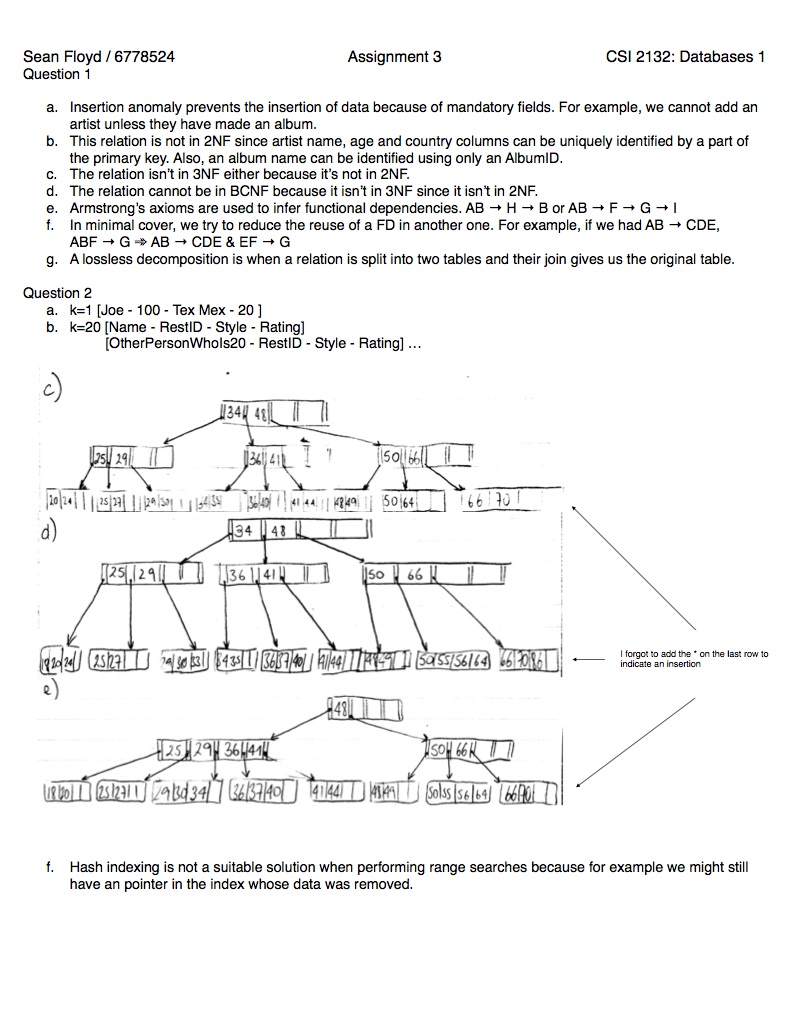 Sean Floyd / 6778524 Assignment 3 CSI 2132: Databases 1
Question 1
a. Insertion anomaly prevents the insertion of data because of mandatory fields. For example, we cannot add an
artist unless they have made an album.
b. This relation is not in 2NF since artist name, age and country columns can be uniquely identified by a part of
the primary key. Also, an album name can be identified using only an AlbumID.
c. The relation isn't in 3NF either because it's not in 2NF.
d. The relation cannot be in BCNF because it isn't in 3NF since it isn't in 2NF.
e. Armstrong's axioms are used to infer functional dependencies. AB → H → B or AB → F → G → I
f. In minimal cover, we try to reduce the reuse of a FD in another one. For example, if we had AB → CDE,
ABF → G ⇒ AB → CDE & EF → G
g. A lossless decomposition is when a relation is split into two tables and their join gives us the original table.
Question 2
a. k=1 [Joe - 100 - Tex Mex - 20 ]
b. k=20 [Name - RestID - Style - Rating]
[OtherPersonWhoIs20 - RestID - Style - Rating] ...
c)
34 48
25 29 36 41 50 66
20 24 25 27 29 30 36 40 41 44 48 49 50 64 66 70
d)
34 48
25 29 36 41 50 66
18 20 24 25 27 29 30 33 34 35 36 37 40 41 44 48 49 50 55 56 64 66 70 86
I forgot to add the * on the last row to
indicate an insertion
e)
48
25 29 36 41 50 66
18 20 25 27 29 30 34 36 37 40 41 44 48 49 50 55 56 64 66 70
f. Hash indexing is not a suitable solution when performing range searches because for example we might still
have an pointer in the index whose data was removed.